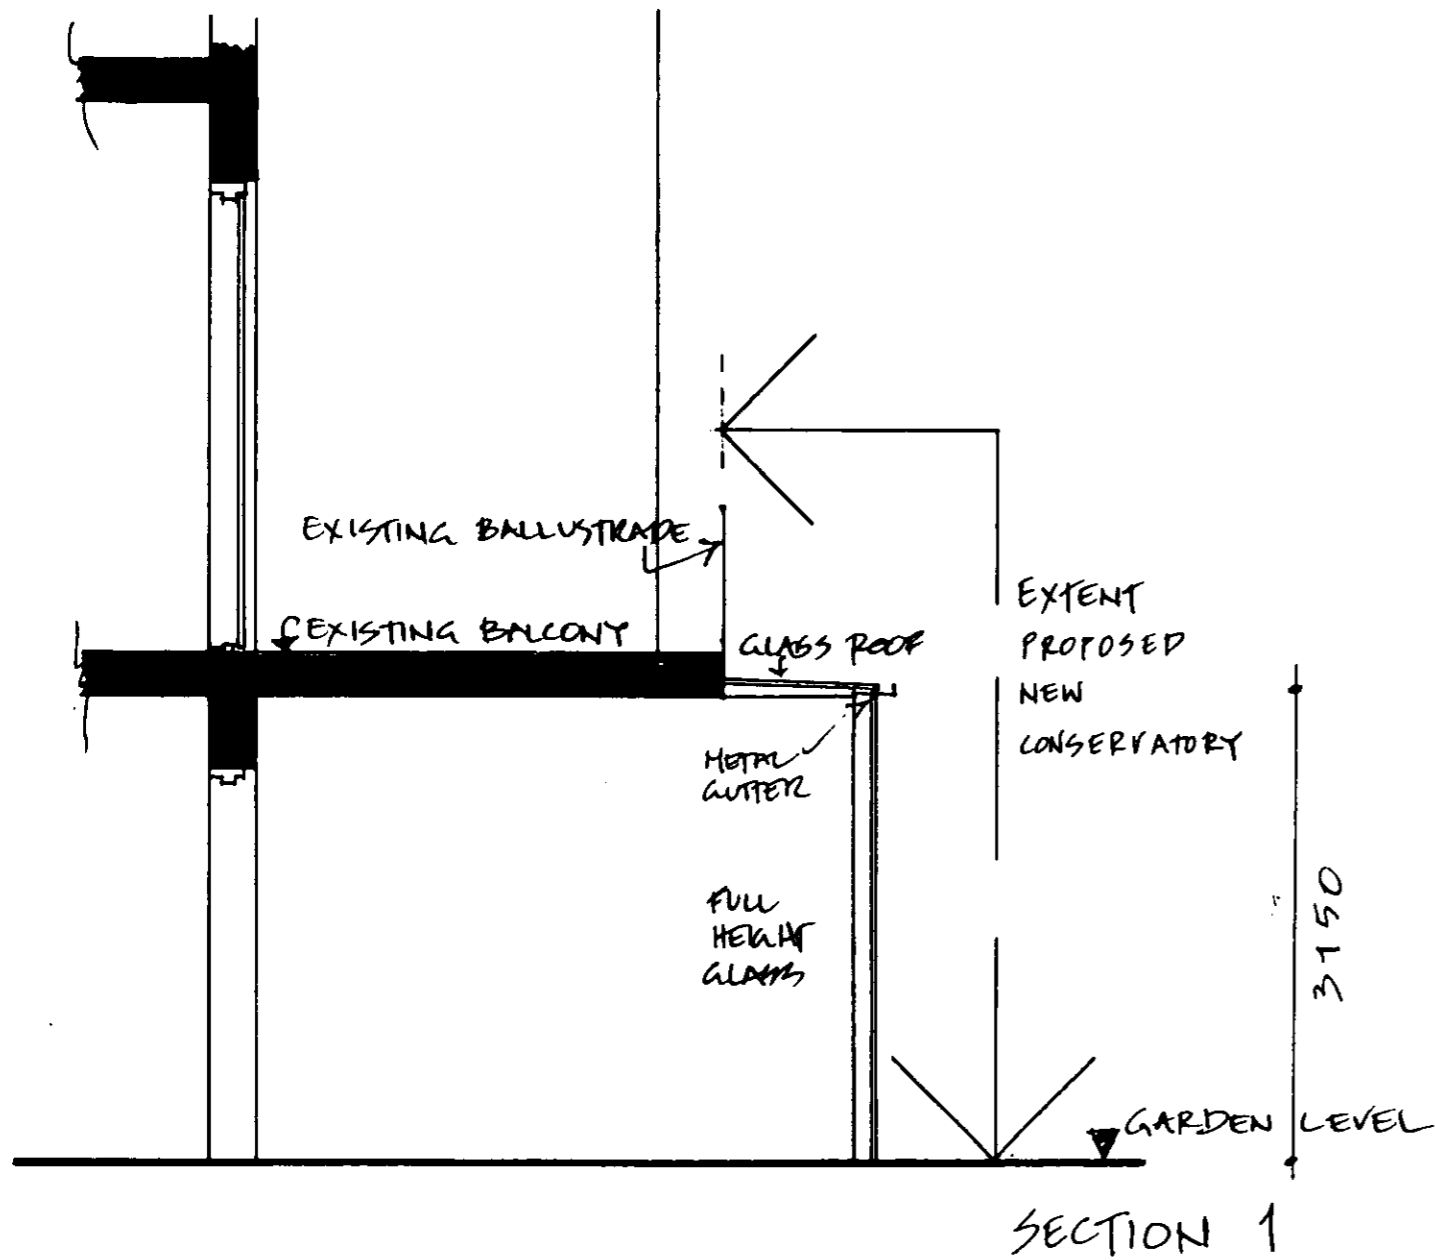 EXISTING BALLUSTRADE
EXISTING BALCONY
GLASS ROOF
EXTENT
PROPOSED
NEW
CONSERVATORY
METAL
GUTTER
FULL
HEIGHT
GLASS
3150
GARDEN LEVEL
SECTION 1